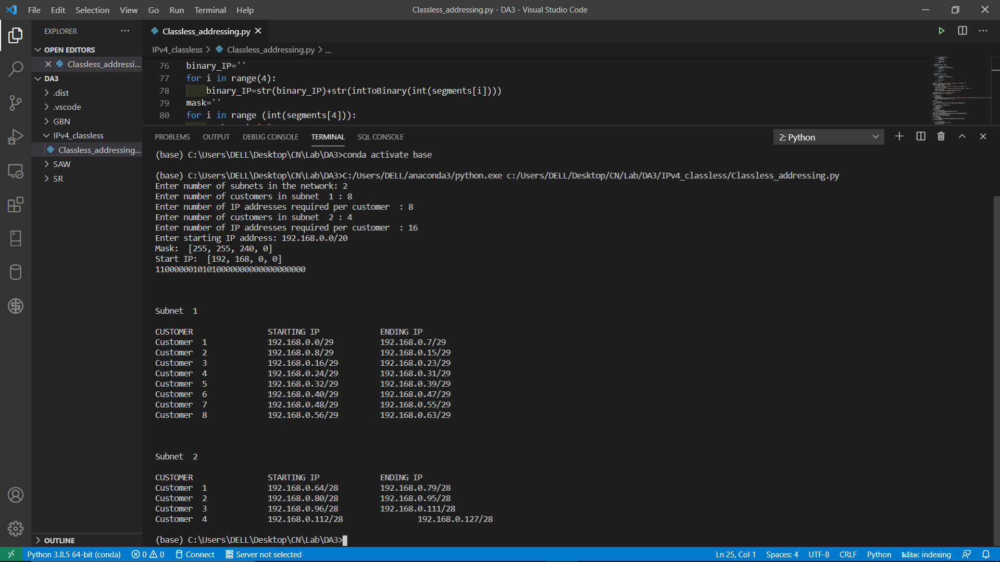 File Edit Selection View Go Run Terminal Help
Classless_addressing.py - DA3 - Visual Studio Code
EXPLORER
OPEN EDITORS
Classless_addressi...
DA3
.dist
.vscode
GBN
IPv4_classless
Classless_addressing...
SAW
SR
OUTLINE
Classless_addressing.py
IPv4_classless > Classless_addressing.py > ...
76 binary_IP=''
77 for i in range(4):
78 binary_IP=str(binary_IP)+str(intToBinary(int(segments[i])))
79 mask=''
80 for i in range (int(segments[4])):
PROBLEMS OUTPUT DEBUG CONSOLE TERMINAL SQL CONSOLE
2: Python
(base) C:\Users\DELL\Desktop\CN\Lab\DA3>conda activate base
(base) C:\Users\DELL\Desktop\CN\Lab\DA3>C:/Users/DELL/anaconda3/python.exe c:/Users/DELL/Desktop/CN/Lab/DA3/IPv4_classless/Classless_addressing.py
Enter number of subnets in the network: 2
Enter number of customers in subnet  1 : 8
Enter number of IP addresses required per customer  : 8
Enter number of customers in subnet  2 : 4
Enter number of IP addresses required per customer  : 16
Enter starting IP address: 192.168.0.0/20
Mask:  [255, 255, 240, 0]
Start IP:  [192, 168, 0, 0]
11000000101010000000000000000000
Subnet  1
CUSTOMER STARTING IP ENDING IP
Customer  1 192.168.0.0/29 192.168.0.7/29
Customer  2 192.168.0.8/29 192.168.0.15/29
Customer  3 192.168.0.16/29 192.168.0.23/29
Customer  4 192.168.0.24/29 192.168.0.31/29
Customer  5 192.168.0.32/29 192.168.0.39/29
Customer  6 192.168.0.40/29 192.168.0.47/29
Customer  7 192.168.0.48/29 192.168.0.55/29
Customer  8 192.168.0.56/29 192.168.0.63/29
Subnet  2
CUSTOMER STARTING IP ENDING IP
Customer  1 192.168.0.64/28 192.168.0.79/28
Customer  2 192.168.0.80/28 192.168.0.95/28
Customer  3 192.168.0.96/28 192.168.0.111/28
Customer  4 192.168.0.112/28 192.168.0.127/28
(base) C:\Users\DELL\Desktop\CN\Lab\DA3>
Python 3.8.5 64-bit (conda) 0 0 Connect Server not selected Ln 25, Col 1 Spaces: 4 UTF-8 CRLF Python kite: indexing